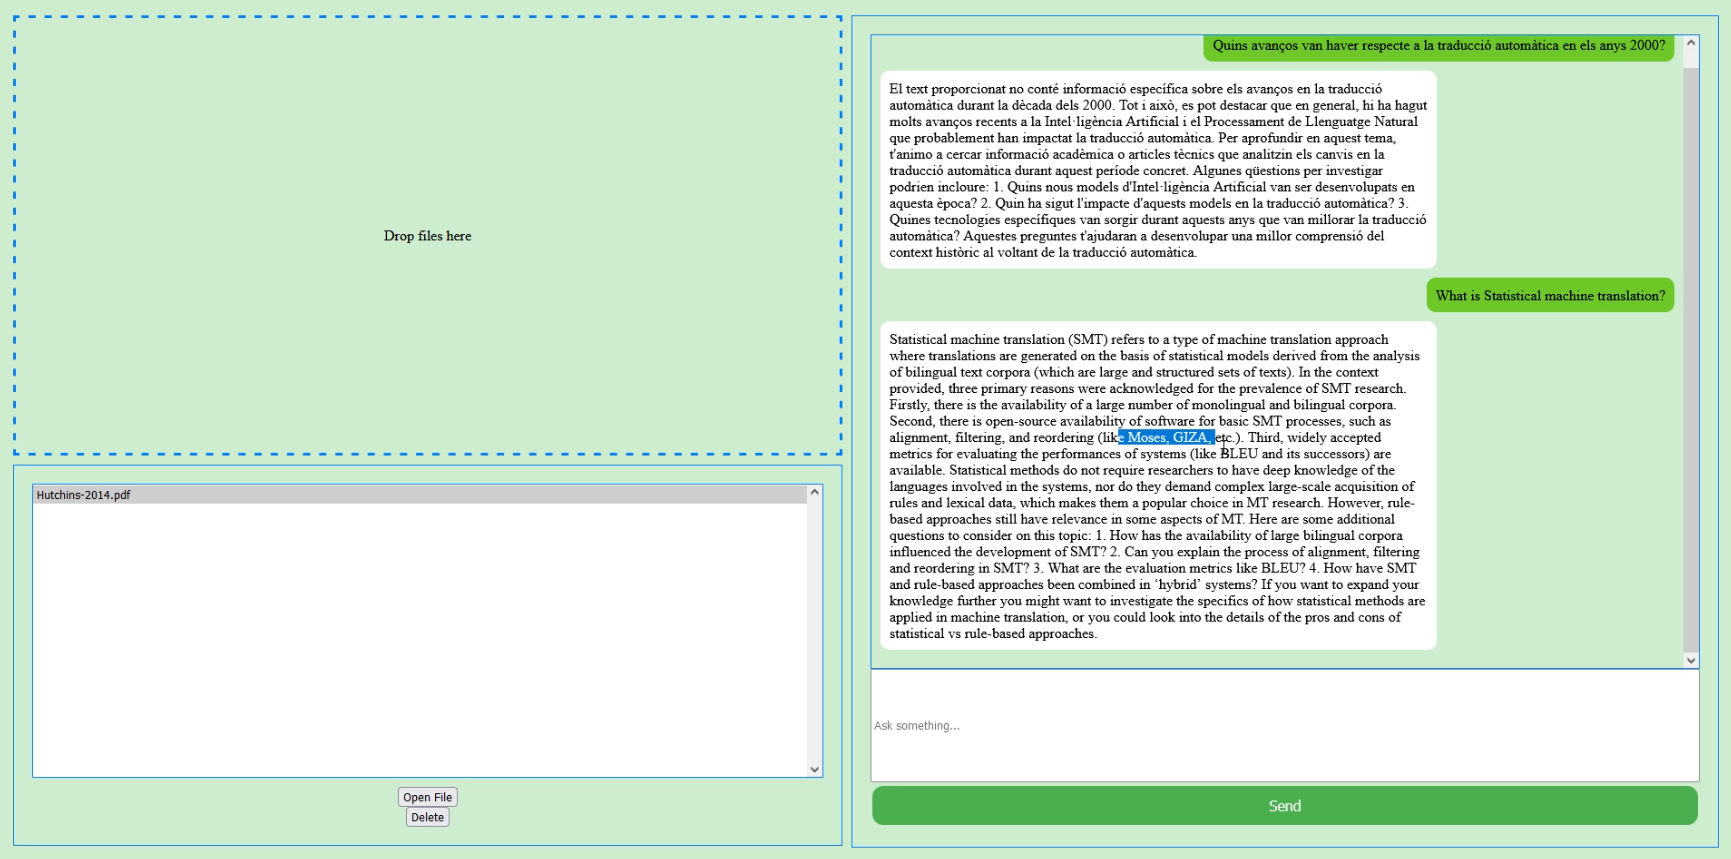 Drop files here
Hutchins-2014.pdf
Open File
Delete
Quins avanços van haver respecte a la traducció automàtica en els anys 2000?
El text proporcionat no conté informació específica sobre els avanços en la traducció
automàtica durant la dècada dels 2000. Tot i això, es pot destacar que en general, hi ha hagut
molts avanços recents a la Intel·ligència Artificial i el Processament de Llenguatge Natural
que probablement han impactat la traducció automàtica. Per aprofundir en aquest tema,
t'animo a cercar informació acadèmica o articles tècnics que analitzin els canvis en la
traducció automàtica durant aquest període concret. Algunes qüestions per investigar
podrien incloure: 1. Quins nous models d'Intel·ligència Artificial van ser desenvolupats en
aquesta època? 2. Quin ha sigut l'impacte d'aquests models en la traducció automàtica? 3.
Quines tecnologies específiques van sorgir durant aquests anys que van millorar la traducció
automàtica? Aquestes preguntes t'ajudaran a desenvolupar una millor comprensió del
context històric al voltant de la traducció automàtica.
What is Statistical machine translation?
Statistical machine translation (SMT) refers to a type of machine translation approach
where translations are generated on the basis of statistical models derived from the analysis
of bilingual text corpora (which are large and structured sets of texts). In the context
provided, three primary reasons were acknowledged for the prevalence of SMT research.
Firstly, there is the availability of a large number of monolingual and bilingual corpora.
Second, there is open-source availability of software for basic SMT processes, such as
alignment, filtering, and reordering (like Moses, GIZA, etc.). Third, widely accepted
metrics for evaluating the performances of systems (like BLEU and its successors) are
available. Statistical methods do not require researchers to have deep knowledge of the
languages involved in the systems, nor do they demand complex large-scale acquisition of
rules and lexical data, which makes them a popular choice in MT research. However, rule-
based approaches still have relevance in some aspects of MT. Here are some additional
questions to consider on this topic: 1. How has the availability of large bilingual corpora
influenced the development of SMT? 2. Can you explain the process of alignment, filtering
and reordering in SMT? 3. What are the evaluation metrics like BLEU? 4. How have SMT
and rule-based approaches been combined in ‘hybrid’ systems? If you want to expand your
knowledge further you might want to investigate the specifics of how statistical methods are
applied in machine translation, or you could look into the details of the pros and cons of
statistical vs rule-based approaches.
Ask something...
Send